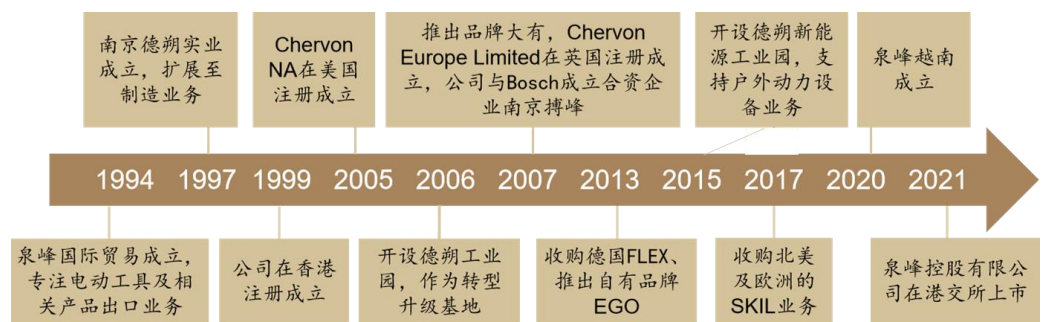 南京德朔实业
成立，扩展至
制造业务
Chervon
NA在美国
注册成立
推出品牌大有，Chervon
Europe Limited在英国注册成
立，公司与Bosch成立合资企
业南京搏峰
开设德朔新能
源工业园，支
持户外动力设
备业务
泉峰越南
成立
1994 1997 1999 2005 2006 2007 2013 2015 2017 2020 2021
泉峰国际贸易成立，
专注电动工具及相
关产品出口业务
公司在香港
注册成立
开设德朔工业
园，作为转型
升级基地
收购德国FLEX、
推出自有品牌
EGO
收购北美
及欧洲的
SKIL业务
泉峰控股有限公
司在港交所上市